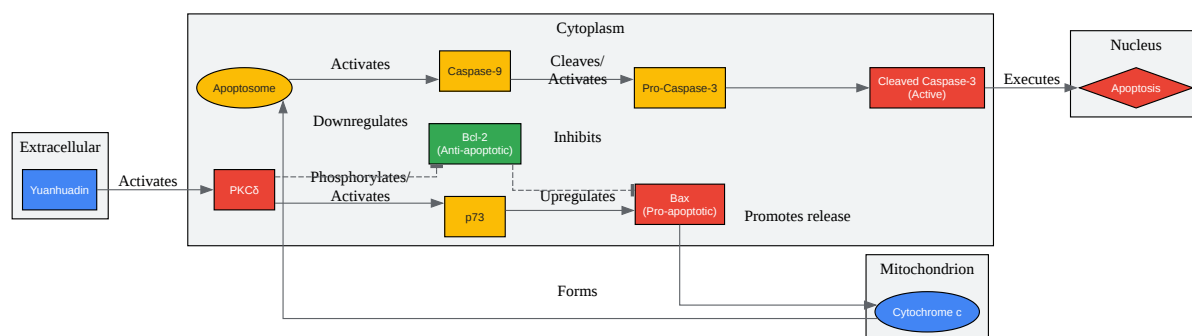 Cytoplasm
Nucleus
Activates
Caspase-9
Cleaves/
Activates
Pro-Caspase-3
Cleaved Caspase-3
(Active)
Executes
Apoptosis
Apoptosome
Downregulates
Bcl-2
(Anti-apoptotic)
Inhibits
Extracellular
Yuanhuadin
Activates
PKCδ
Phosphorylates/
Activates
p73
Upregulates
Bax
(Pro-apoptotic)
Promotes release
Mitochondrion
Forms
Cytochrome c